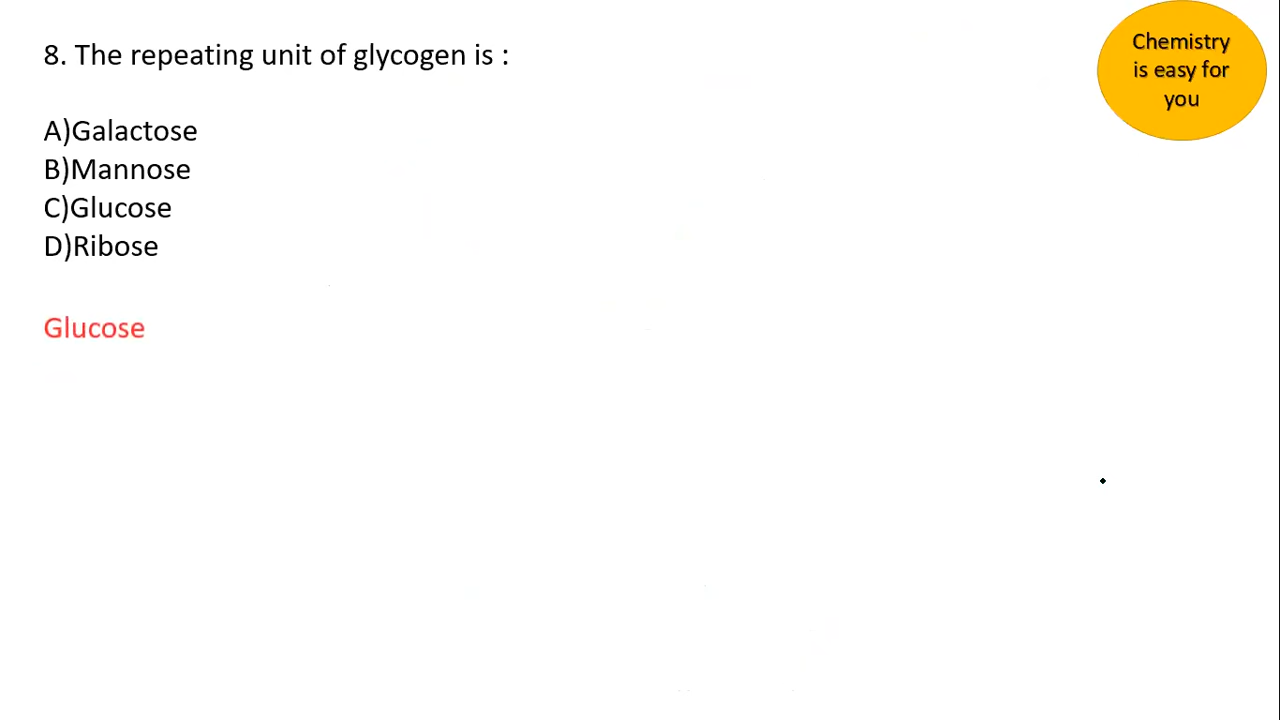 8. The repeating unit of glycogen is :
A)Galactose
B)Mannose
C)Glucose
D)Ribose
Glucose
Chemistry
is easy for
you